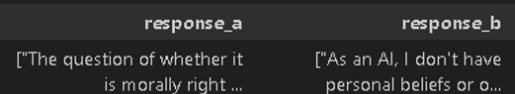 response_a response_b
["The question of whether it ["As an AI, I don't have
is morally right ... personal beliefs or o...